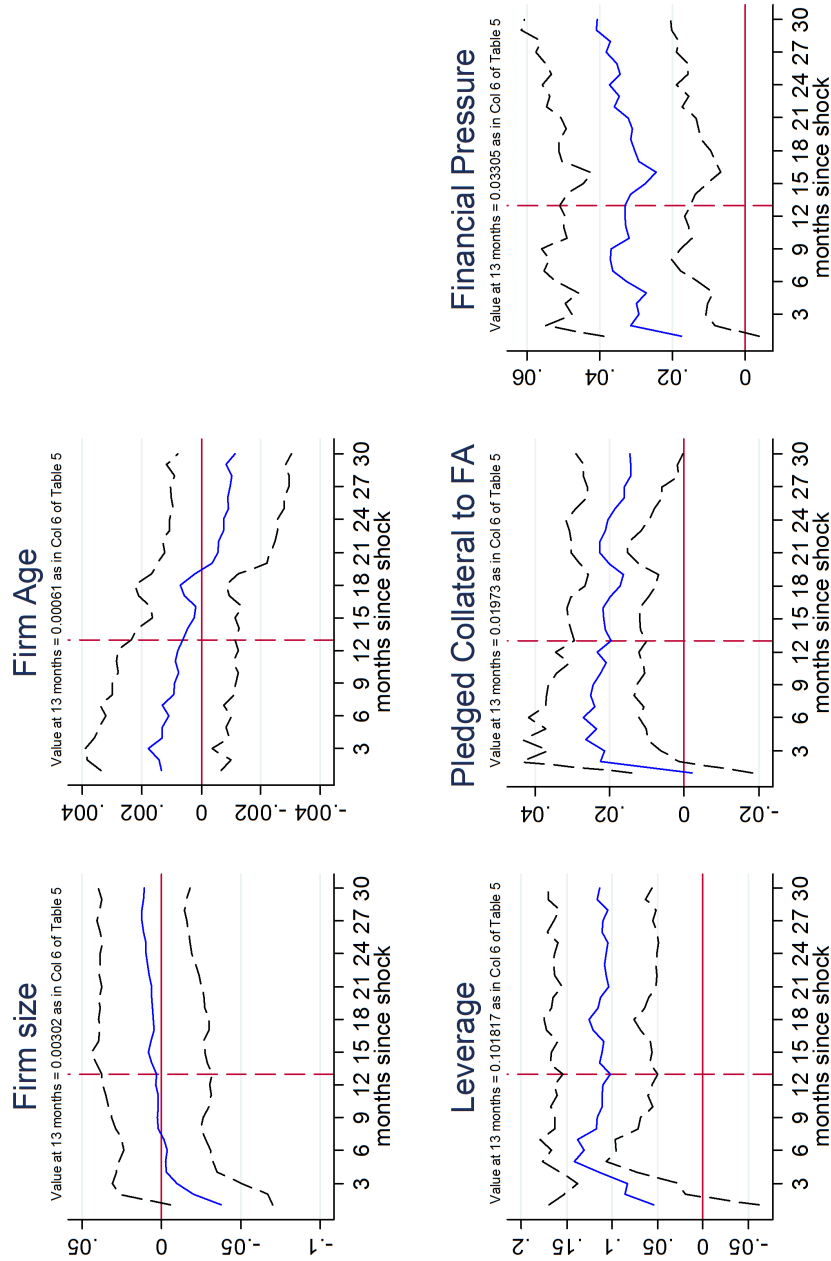 Firm size
Value at 13 months = 0.00302 as in Col 6 of Table 5
.05
0
-.05
-.1
3 6 9 12 15 18 21 24 27 30
months since shock
Firm Age
Value at 13 months = 0.00061 as in Col 6 of Table 5
.004
.002
0
-.002
-.004
3 6 9 12 15 18 21 24 27 30
months since shock
Leverage
Value at 13 months = 0.101817 as in Col 6 of Table 5
.2
.15
.1
.05
0
-.05
3 6 9 12 15 18 21 24 27 30
months since shock
Pledged Collateral to FA
Value at 13 months = 0.01973 as in Col 6 of Table 5
.04
.02
0
-.02
3 6 9 12 15 18 21 24 27 30
months since shock
Financial Pressure
Value at 13 months = 0.03305 as in Col 6 of Table 5
.06
.04
.02
0
3 6 9 12 15 18 21 24 27 30
months since shock